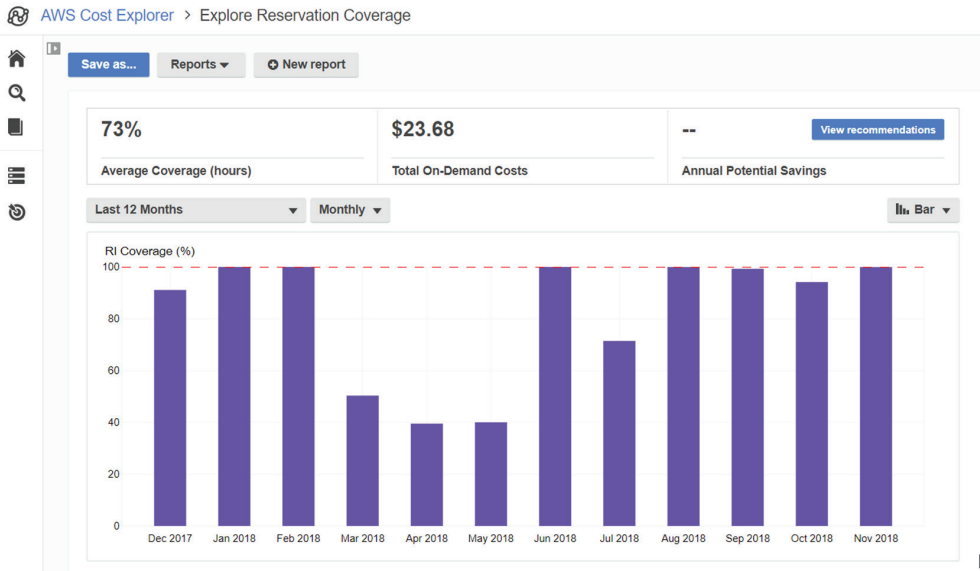 AWS Cost Explorer > Explore Reservation Coverage
Save as... Reports New report
73% $23.68 -- View recommendations
Average Coverage (hours) Total On-Demand Costs Annual Potential Savings
Last 12 Months Monthly Bar
RI Coverage (%)
100
80
60
40
20
0
Dec 2017 Jan 2018 Feb 2018 Mar 2018 Apr 2018 May 2018 Jun 2018 Jul 2018 Aug 2018 Sep 2018 Oct 2018 Nov 2018